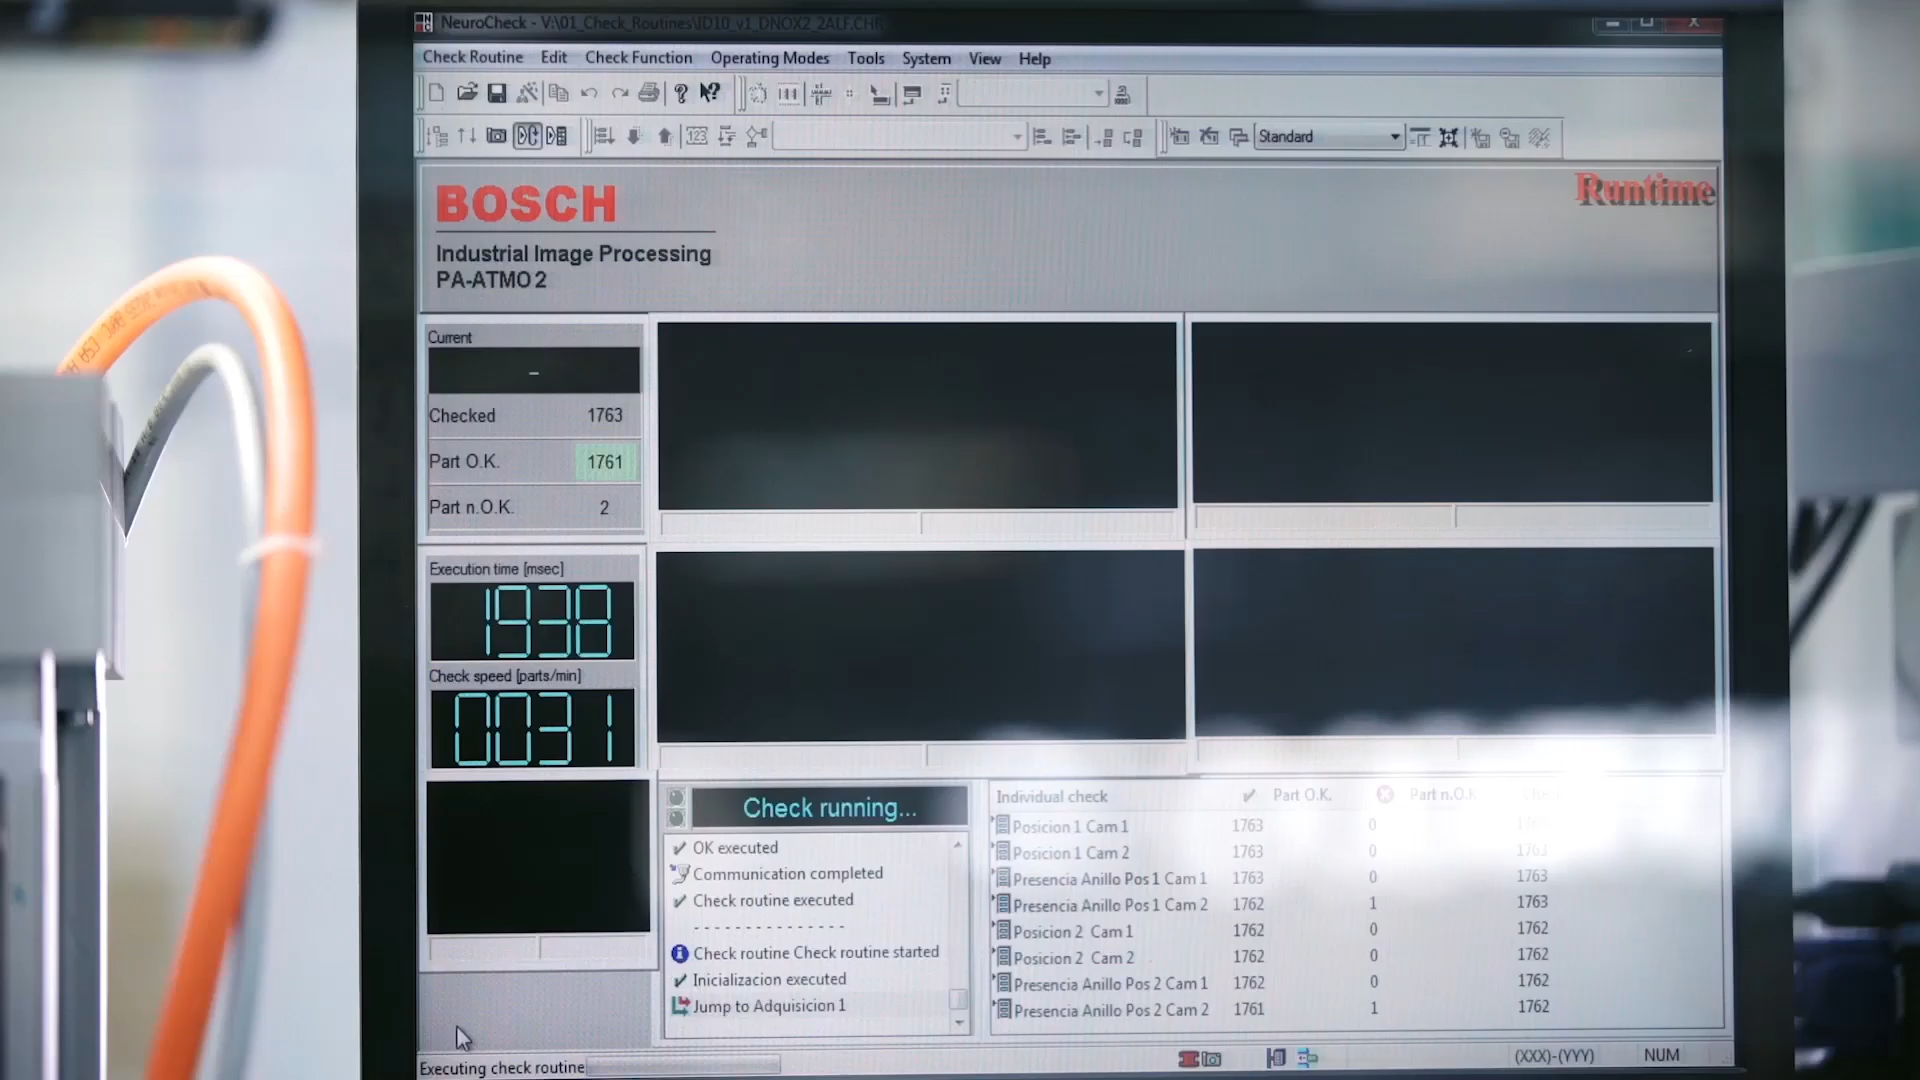 NeuroCheck - V:\01_Check_Routines\ID10_v1_DNOX2_2ALF.CHR
Check Routine Edit Check Function Operating Modes Tools System View Help
Standard
BOSCH
Runtime
Industrial Image Processing
PA-ATMO 2
Current
-
Checked 1763
Part O.K. 1761
Part n.O.K. 2
Execution time [msec]
1938
Check speed [parts/min]
0031
Check running...
OK executed
Communication completed
Check routine executed
- - - - - - - - - - - - - - -
Check routine Check routine started
Inicializacion executed
Jump to Adquisicion 1
Individual check Part O.K. Part n.O.K
Posicion 1 Cam 1 1763 0
Posicion 1 Cam 2 1763 0 1763
Presencia Anillo Pos 1 Cam 1 1763 0 1763
Presencia Anillo Pos 1 Cam 2 1762 1 1763
Posicion 2 Cam 1 1762 0 1762
Posicion 2 Cam 2 1762 0 1762
Presencia Anillo Pos 2 Cam 1 1762 0 1762
Presencia Anillo Pos 2 Cam 2 1761 1 1762
Executing check routine
(XXX)-(YYY) NUM